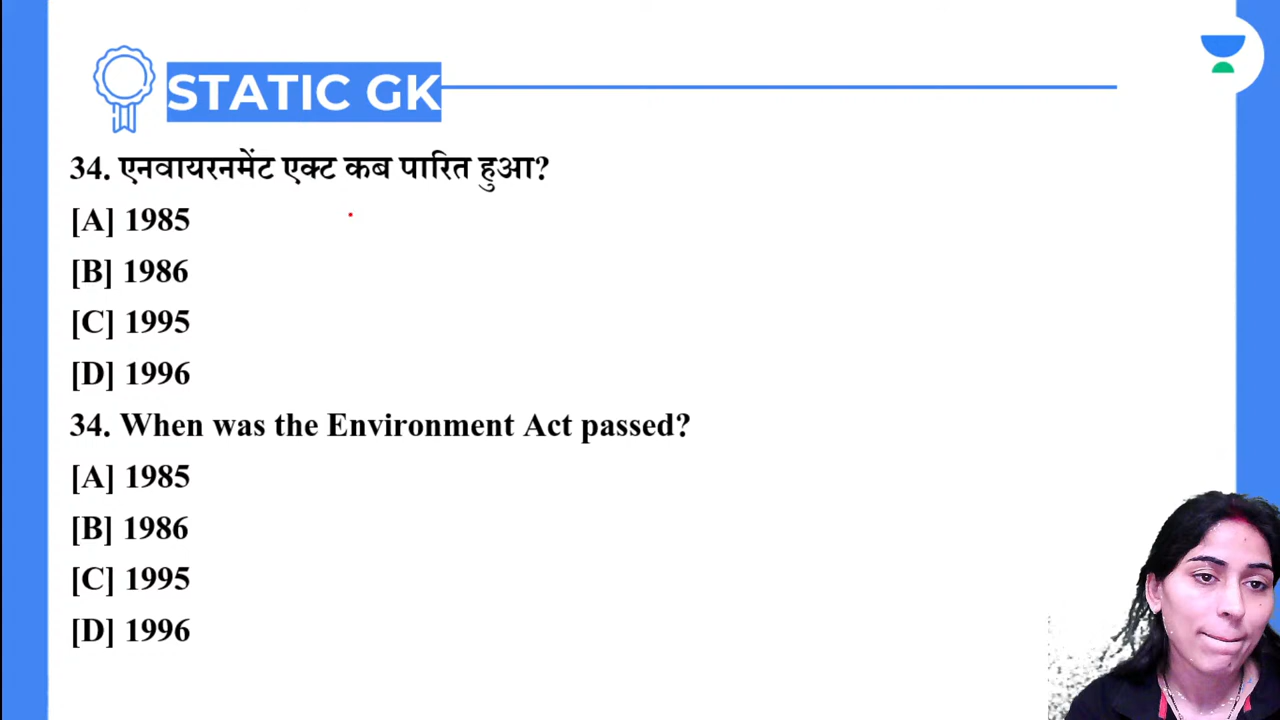 STATIC GK
34. एनवायरनमेंट एक्ट कब पारित हुआ?
[A] 1985
[B] 1986
[C] 1995
[D] 1996
34. When was the Environment Act passed?
[A] 1985
[B] 1986
[C] 1995
[D] 1996